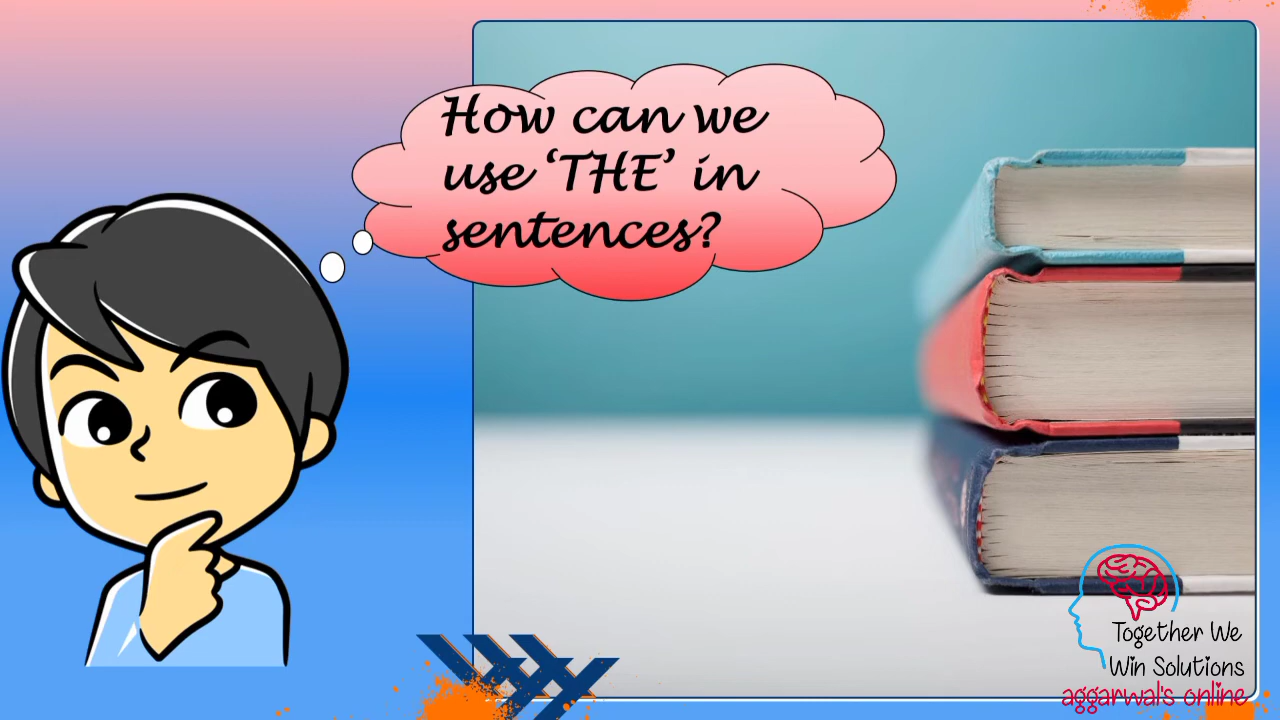 How can we
use ‘THE’ in
sentences?
Together We
Win Solutions
aggarwal's online